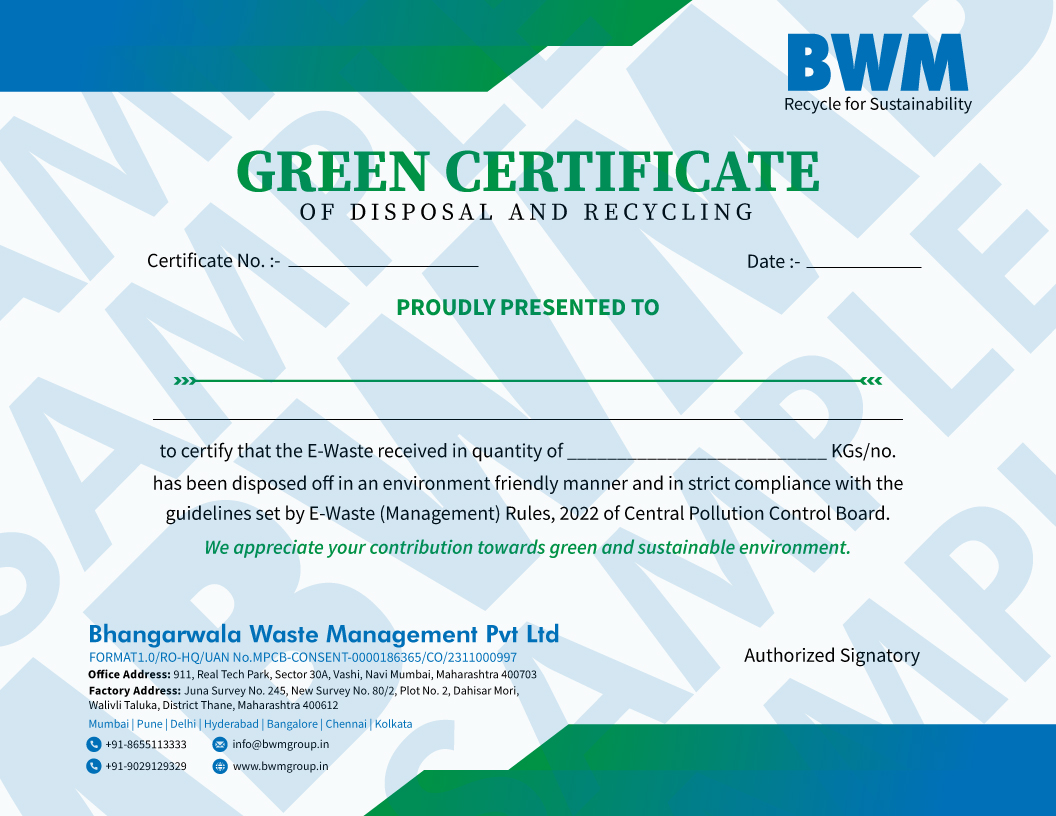 BWM
Recycle for Sustainability
GREEN CERTIFICATE
OF DISPOSAL AND RECYCLING
Certificate No. :- ___________________ Date :- ___________
PROUDLY PRESENTED TO
to certify that the E-Waste received in quantity of __________________________ KGs/no.
has been disposed off in an environment friendly manner and in strict compliance with the
guidelines set by E-Waste (Management) Rules, 2022 of Central Pollution Control Board.
We appreciate your contribution towards green and sustainable environment.
Bhangarwala Waste Management Pvt Ltd
FORMAT1.0/RO-HQ/UAN No.MPCB-CONSENT-0000186365/CO/2311000997
Office Address: 911, Real Tech Park, Sector 30A, Vashi, Navi Mumbai, Maharashtra 400703
Factory Address: Juna Survey No. 245, New Survey No. 80/2, Plot No. 2, Dahisar Mori,
Walivli Taluka, District Thane, Maharashtra 400612
Mumbai | Pune | Delhi | Hyderabad | Bangalore | Chennai | Kolkata
+91-8655113333 info@bwmgroup.in
+91-9029129329 www.bwmgroup.in
Authorized Signatory
SAMPLE
SAMPLE
BWM
SAMPLE